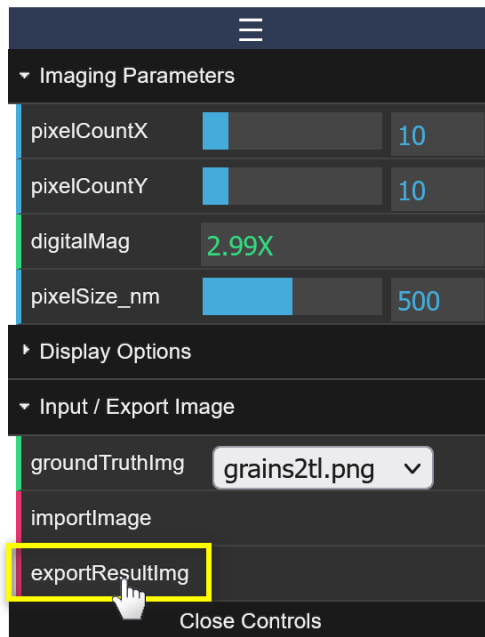 Imaging Parameters
pixelCountX 10
pixelCountY 10
digitalMag 2.99X
pixelSize_nm 500
Display Options
Input / Export Image
groundTruthImg grains2tl.png
importImage
exportResultImg
Close Controls